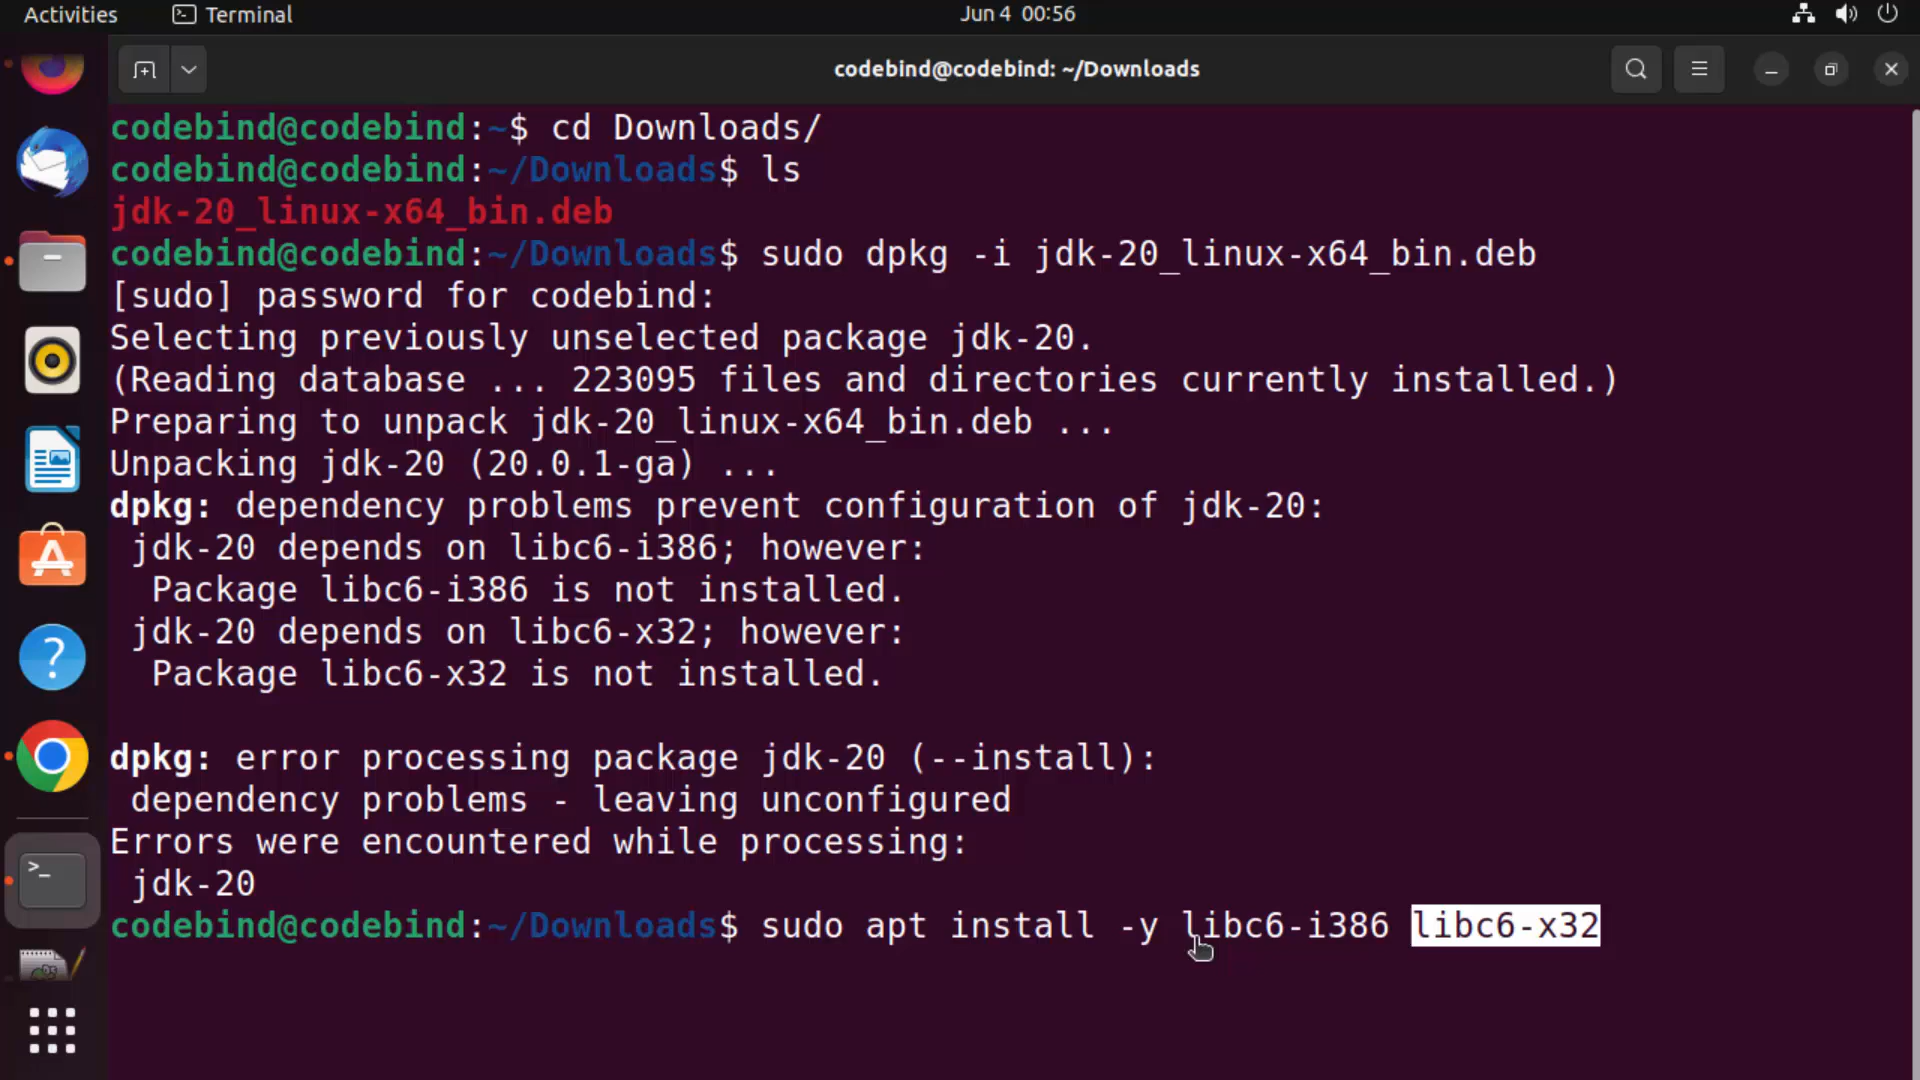 Activities
Terminal
Jun 4 00:56
codebind@codebind: ~/Downloads
codebind@codebind:~$ cd Downloads/
codebind@codebind:~/Downloads$ ls
jdk-20_linux-x64_bin.deb
codebind@codebind:~/Downloads$ sudo dpkg -i jdk-20_linux-x64_bin.deb
[sudo] password for codebind:
Selecting previously unselected package jdk-20.
(Reading database ... 223095 files and directories currently installed.)
Preparing to unpack jdk-20_linux-x64_bin.deb ...
Unpacking jdk-20 (20.0.1-ga) ...
dpkg: dependency problems prevent configuration of jdk-20:
 jdk-20 depends on libc6-i386; however:
  Package libc6-i386 is not installed.
 jdk-20 depends on libc6-x32; however:
  Package libc6-x32 is not installed.
dpkg: error processing package jdk-20 (--install):
 dependency problems - leaving unconfigured
Errors were encountered while processing:
 jdk-20
codebind@codebind:~/Downloads$ sudo apt install -y libc6-i386 libc6-x32